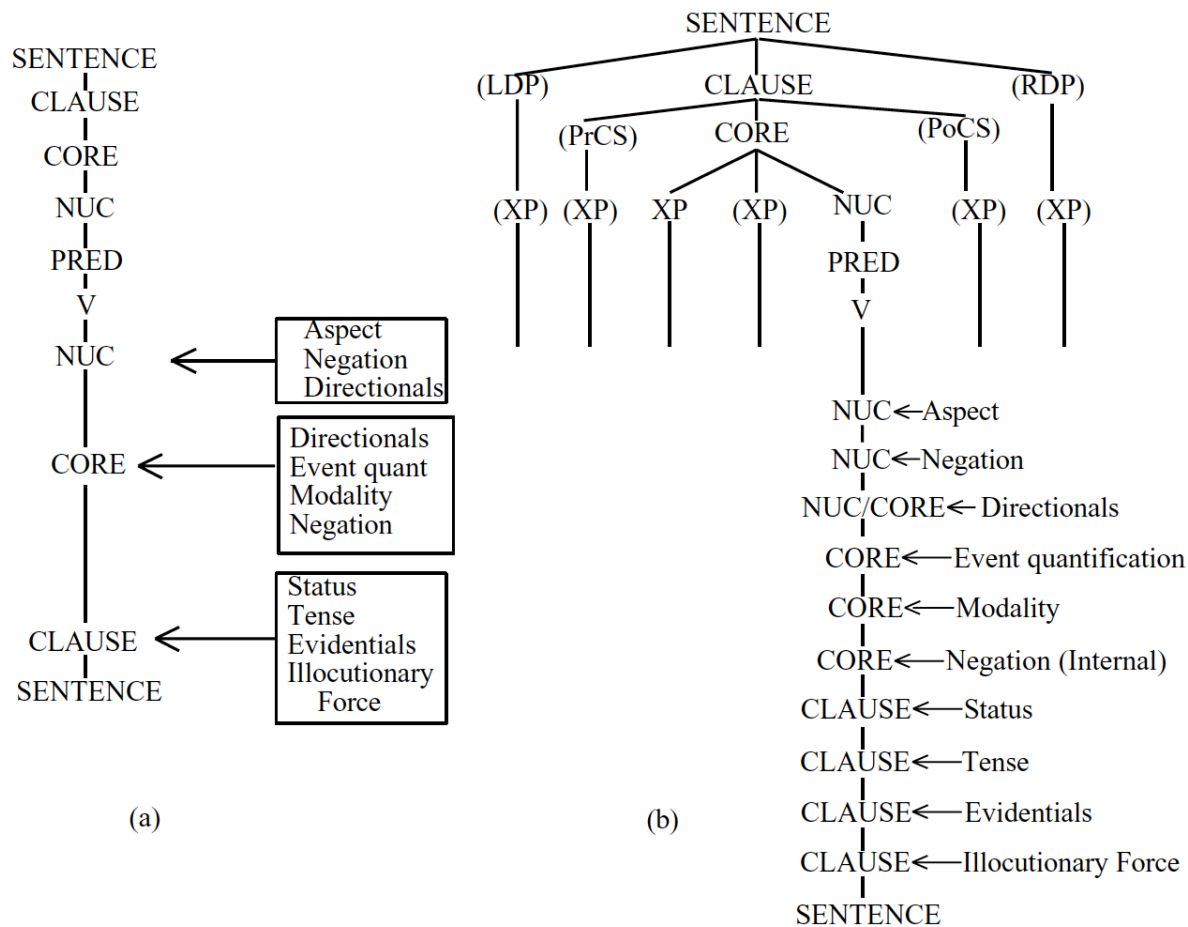 SENTENCE
CLAUSE
CORE
NUC
PRED
V
NUC
Aspect
Negation
Directionals
CORE
Directionals
Event quant
Modality
Negation
CLAUSE
Status
Tense
Evidentials
Illocutionary
Force
SENTENCE
(a)
SENTENCE
(LDP) CLAUSE (RDP)
(PrCS) CORE (PoCS)
(XP) (XP) XP (XP) NUC (XP) (XP)
PRED
V
NUC Aspect
NUC Negation
NUC/CORE Directionals
CORE Event quantification
CORE Modality
CORE Negation (Internal)
CLAUSE Status
CLAUSE Tense
CLAUSE Evidentials
CLAUSE Illocutionary Force
SENTENCE
(b)